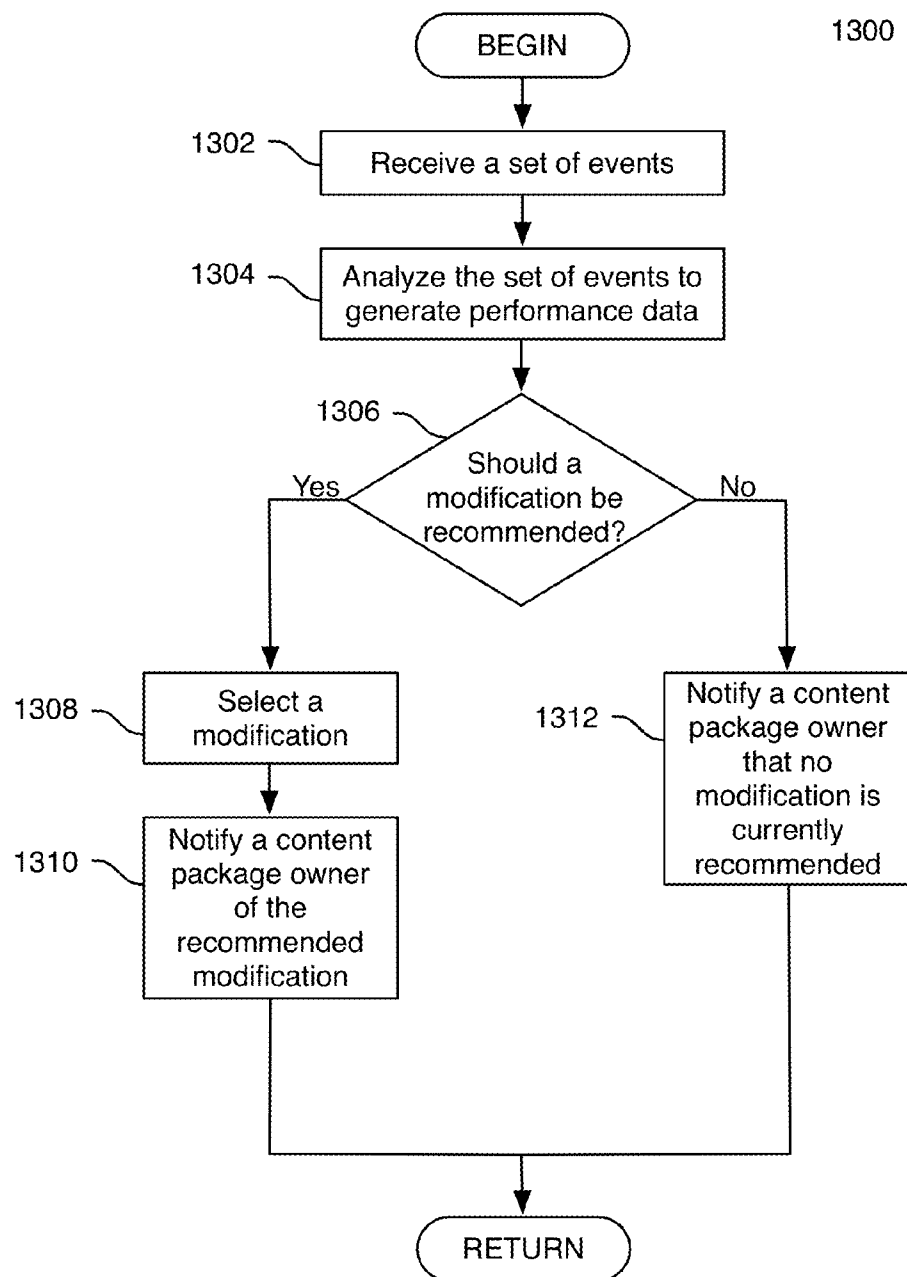 1300
BEGIN
1302
Receive a set of events
1304
Analyze the set of events to
generate performance data
1306
Should a
modification be
recommended?
Yes
No
1308
Select a
modification
1310
Notify a content
package owner
of the
recommended
modification
1312
Notify a content
package owner
that no
modification is
currently
recommended
RETURN